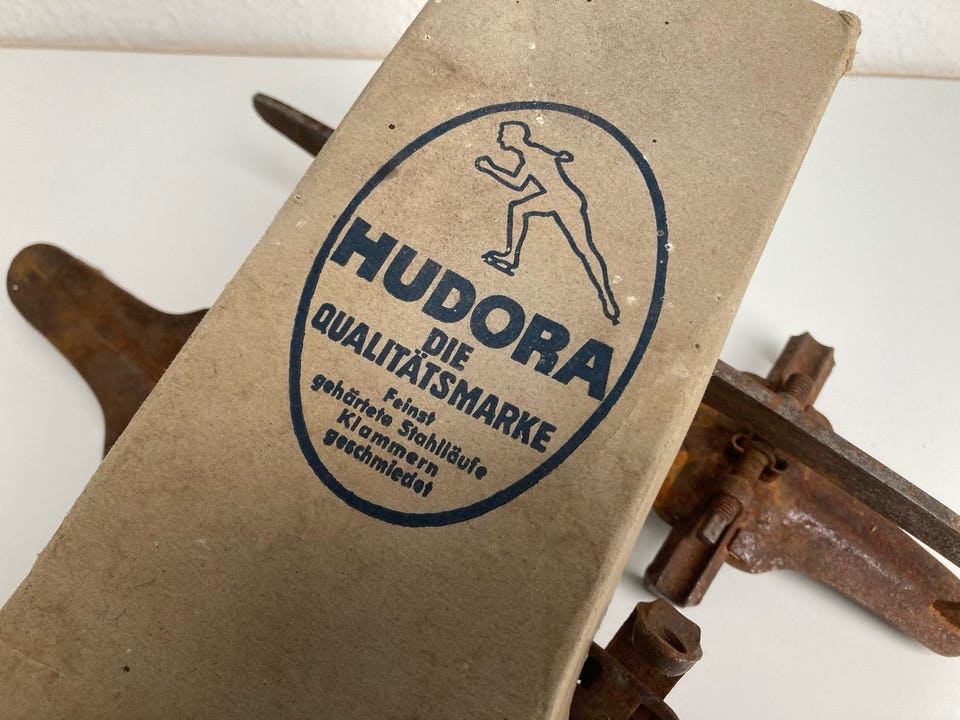 HUDORA
DIE
QUALITÄTSMARKE
Feinst
gehärtete Stahlläufe
Klammern
geschmiedet